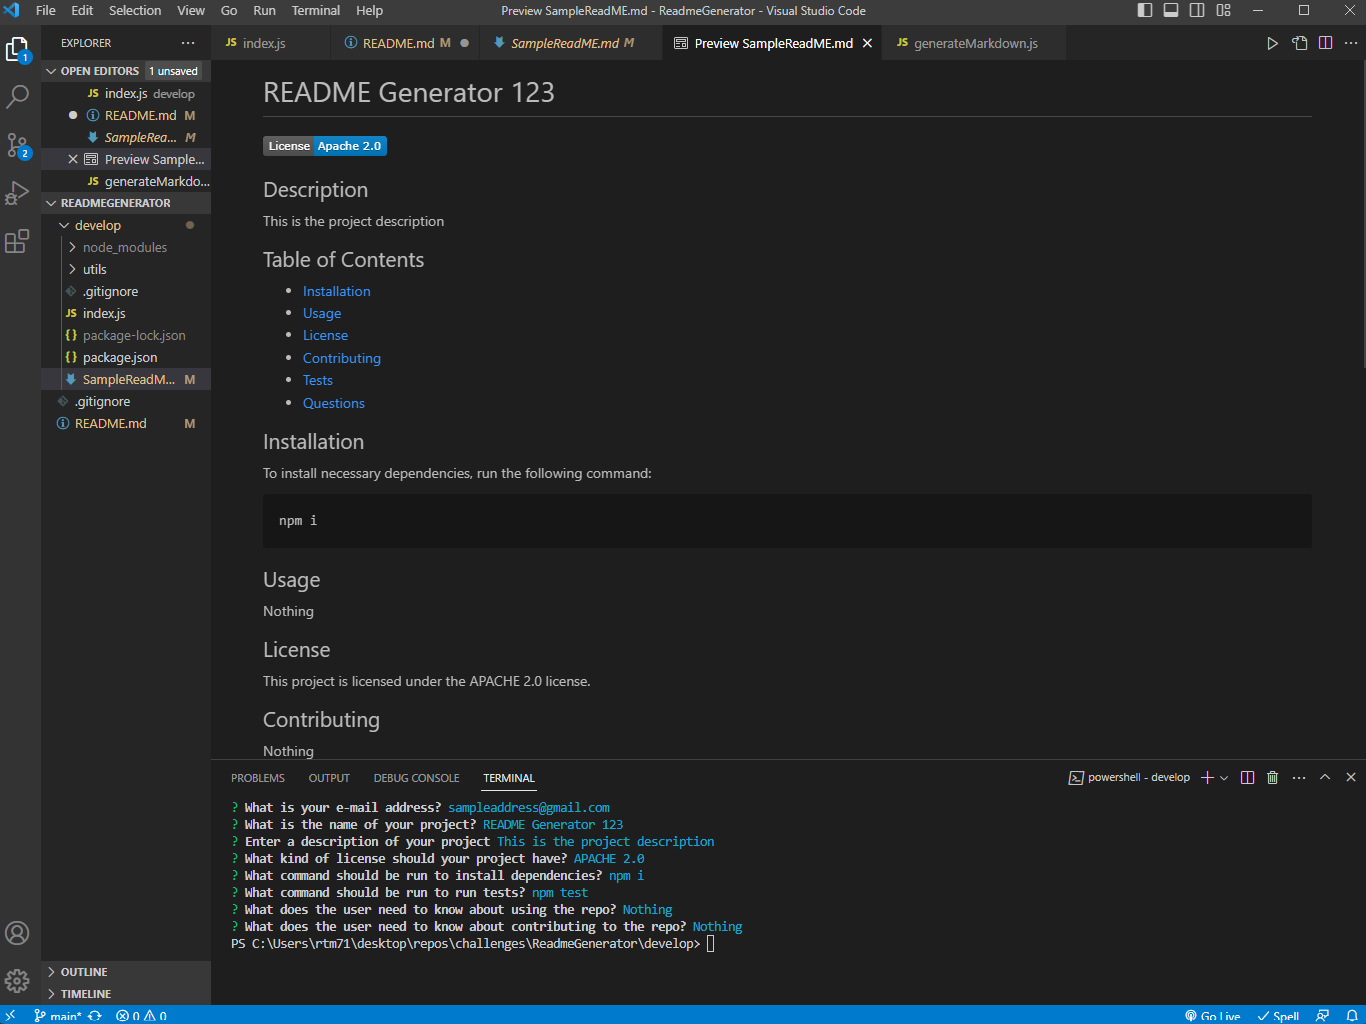 File Edit Selection View Go Run Terminal Help Preview SampleReadME.md - ReadmeGenerator - Visual Studio Code
EXPLORER
JS index.js README.md M SampleReadME.md M Preview SampleReadME.md JS generateMarkdown.js
OPEN EDITORS 1 unsaved
JS index.js develop
README.md M
SampleRea... M
Preview Sample...
JS generateMarkdo...
READMEGENERATOR
develop
node_modules
utils
.gitignore
JS index.js
{} package-lock.json
{} package.json
SampleReadM... M
.gitignore
README.md M
OUTLINE
TIMELINE
1
2
README Generator 123
License Apache 2.0
Description
This is the project description
Table of Contents
• Installation
• Usage
• License
• Contributing
• Tests
• Questions
Installation
To install necessary dependencies, run the following command:
npm i
Usage
Nothing
License
This project is licensed under the APACHE 2.0 license.
Contributing
Nothing
PROBLEMS OUTPUT DEBUG CONSOLE TERMINAL powershell - develop
? What is your e-mail address? sampleaddress@gmail.com
? What is the name of your project? README Generator 123
? Enter a description of your project This is the project description
? What kind of license should your project have? APACHE 2.0
? What command should be run to install dependencies? npm i
? What command should be run to run tests? npm test
? What does the user need to know about using the repo? Nothing
? What does the user need to know about contributing to the repo? Nothing
PS C:\Users\rtm71\desktop\repos\challenges\ReadmeGenerator\develop>
main* 0 0 Go Live Spell